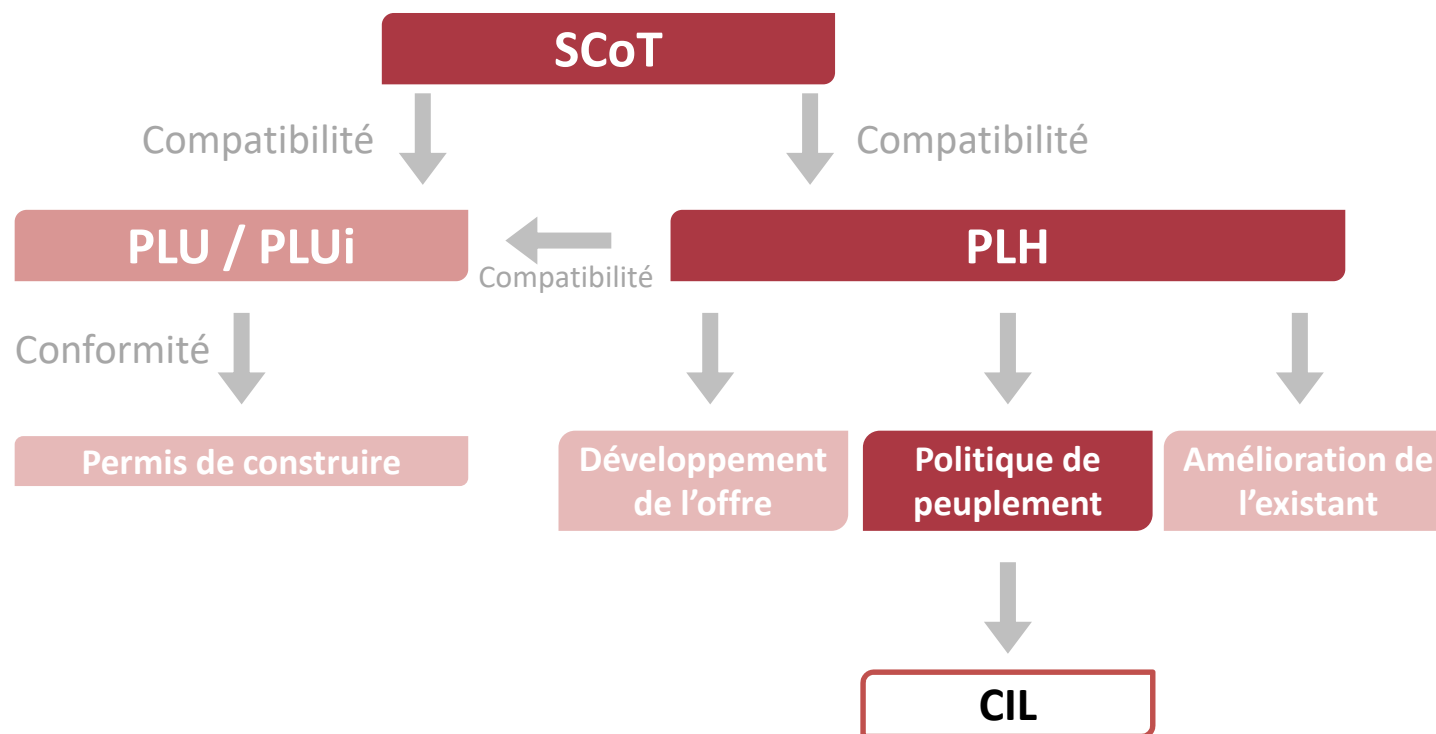 SCoT
Compatibilité
Compatibilité
PLU / PLUi
PLH
Compatibilité
Conformité
Permis de construire
Développement
de l’offre
Politique de
peuplement
Amélioration de
l’existant
CIL